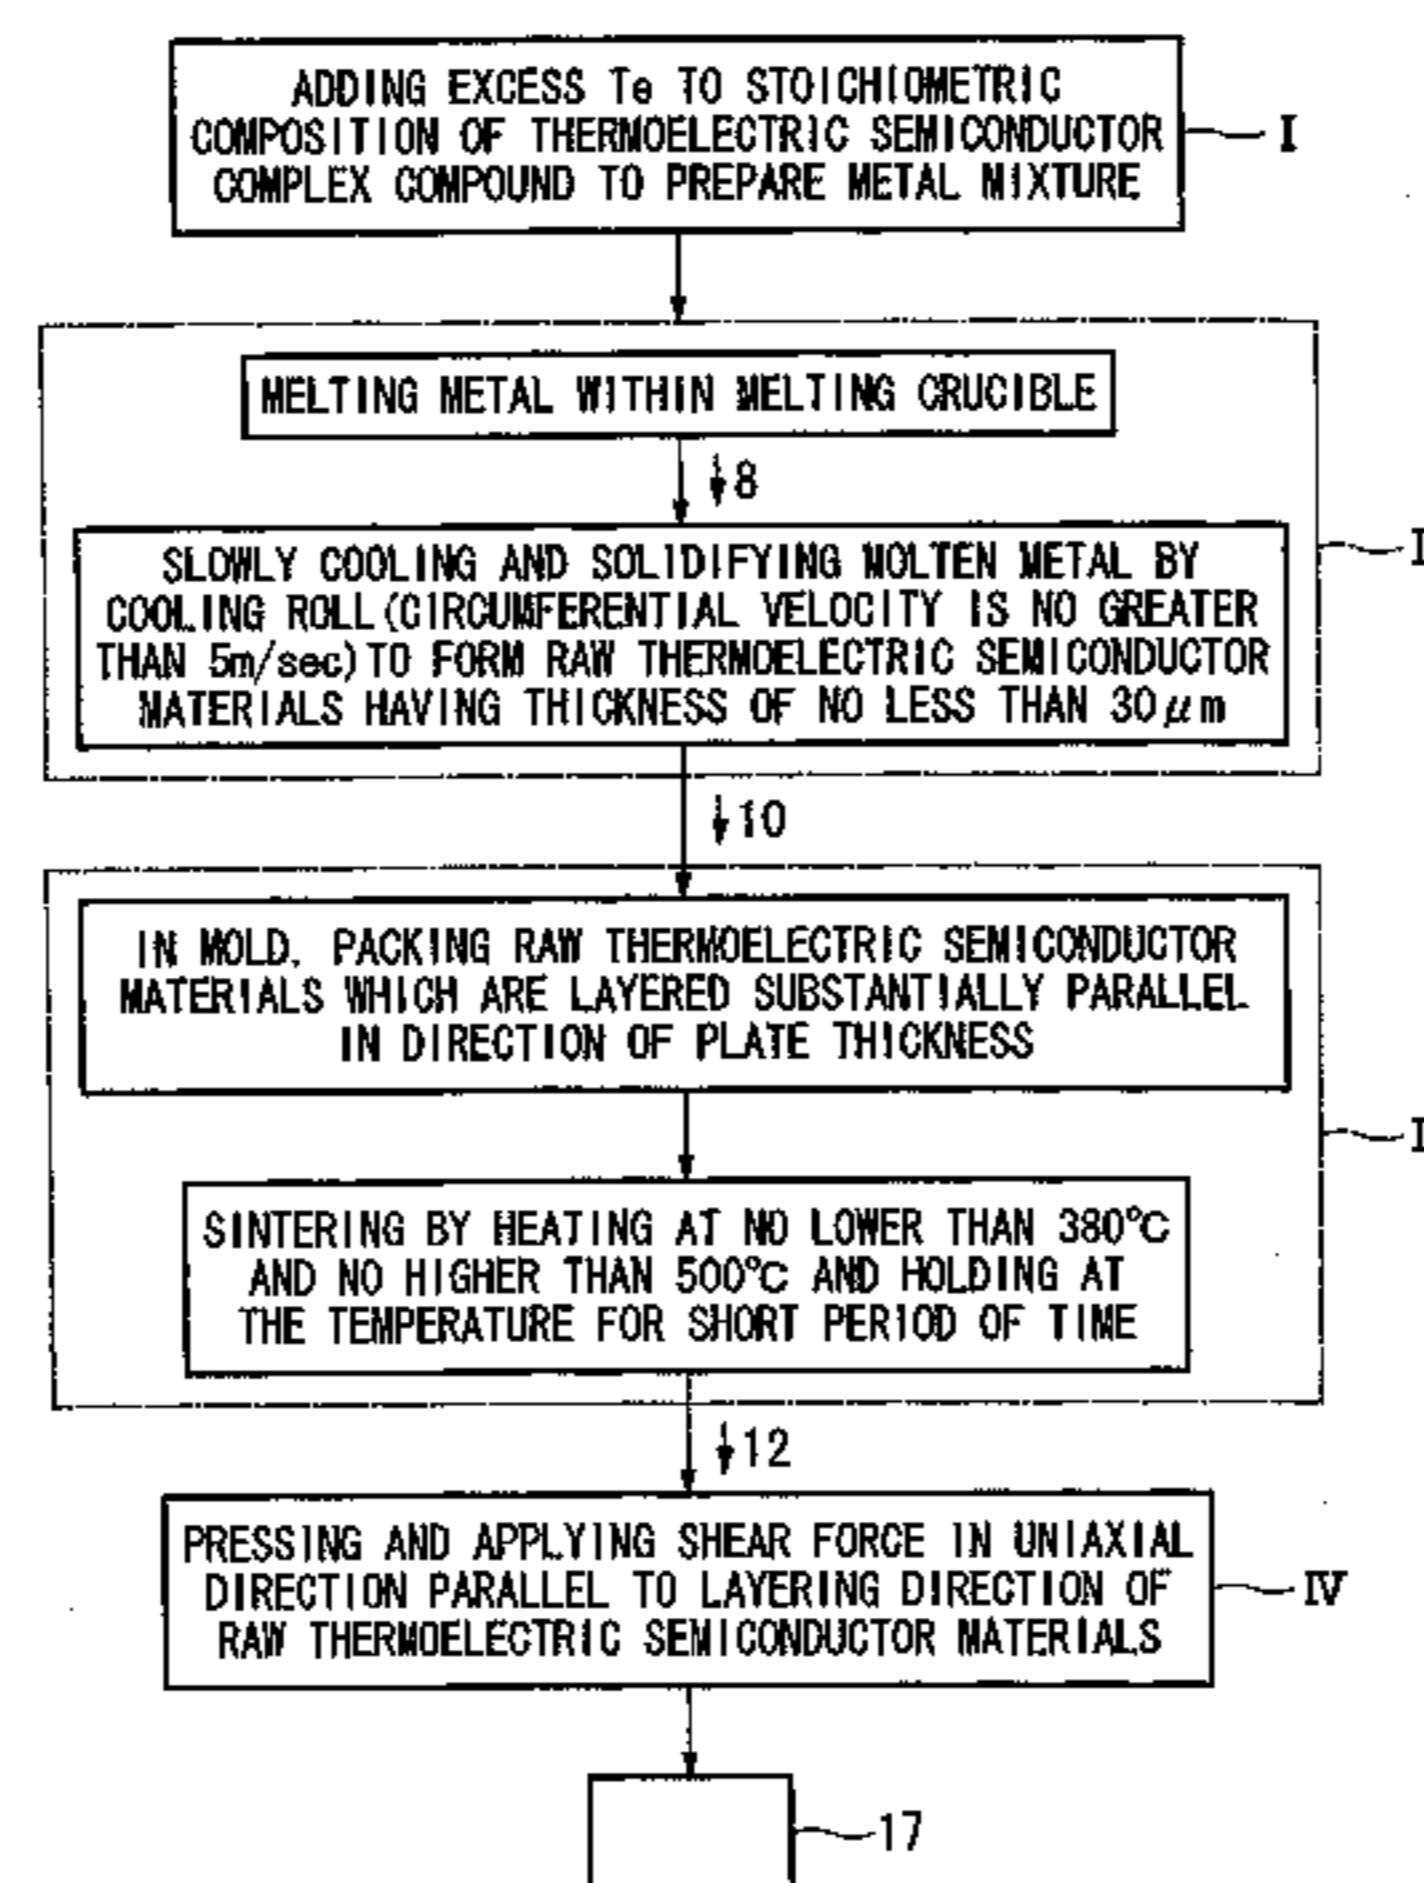 ADDING EXCESS Te TO STOICHIOMETRIC
COMPOSITION OF THERMOELECTRIC SEMICONDUCTOR
COMPLEX COMPOUND TO PREPARE METAL MIXTURE
I
MELTING METAL WITHIN MELTING CRUCIBLE
8
SLOWLY COOLING AND SOLIDIFYING MOLTEN METAL BY
COOLING ROLL(CIRCUMFERENTIAL VELOCITY IS NO GREATER
THAN 5m/sec)TO FORM RAW THERMOELECTRIC SEMICONDUCTOR
MATERIALS HAVING THICKNESS OF NO LESS THAN 30μm
10
IN MOLD, PACKING RAW THERMOELECTRIC SEMICONDUCTOR
MATERIALS WHICH ARE LAYERED SUBSTANTIALLY PARALLEL
IN DIRECTION OF PLATE THICKNESS
SINTERING BY HEATING AT NO LOWER THAN 380℃
AND NO HIGHER THAN 500℃ AND HOLDING AT
THE TEMPERATURE FOR SHORT PERIOD OF TIME
12
PRESSING AND APPLYING SHEAR FORCE IN UNIAXIAL
DIRECTION PARALLEL TO LAYERING DIRECTION OF
RAW THERMOELECTRIC SEMICONDUCTOR MATERIALS
IV
17